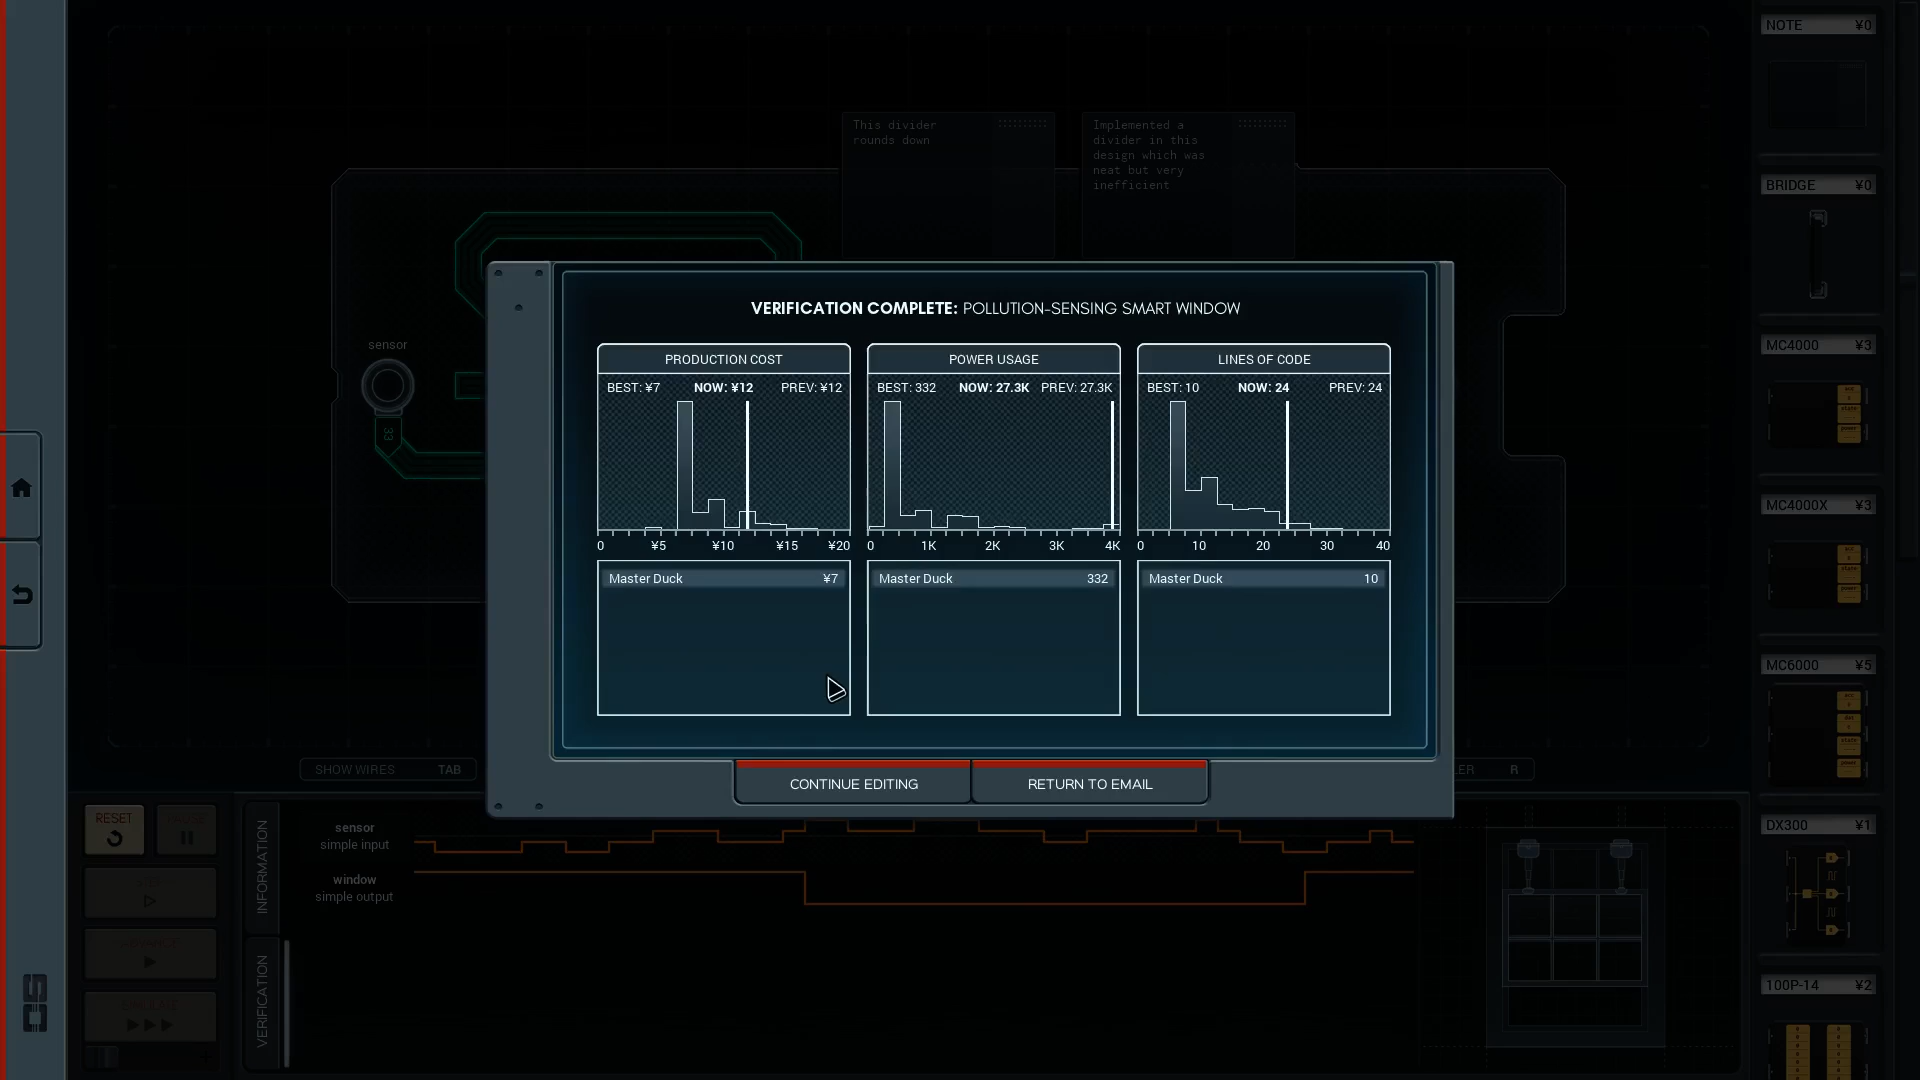 NOTE ¥0
This divider
rounds down
Implemented a
divider in this
design which was
neat but very
inefficient
BRIDGE ¥0
VERIFICATION COMPLETE: POLLUTION-SENSING SMART WINDOW
sensor
33
PRODUCTION COST
BEST: ¥7 NOW: ¥12 PREV: ¥12
0 ¥5 ¥10 ¥15 ¥20
Master Duck ¥7
POWER USAGE
BEST: 332 NOW: 27.3K PREV: 27.3K
0 1K 2K 3K 4K
Master Duck 332
LINES OF CODE
BEST: 10 NOW: 24 PREV: 24
0 10 20 30 40
Master Duck 10
MC4000 ¥3
MC4000X ¥3
MC6000 ¥5
SHOW WIRES TAB
CONTINUE EDITING
RETURN TO EMAIL
R
RESET
PAUSE
STEP
ADVANCE
SIMULATE
INFORMATION
VERIFICATION
sensor
simple input
window
simple output
DX300 ¥1
100P-14 ¥2